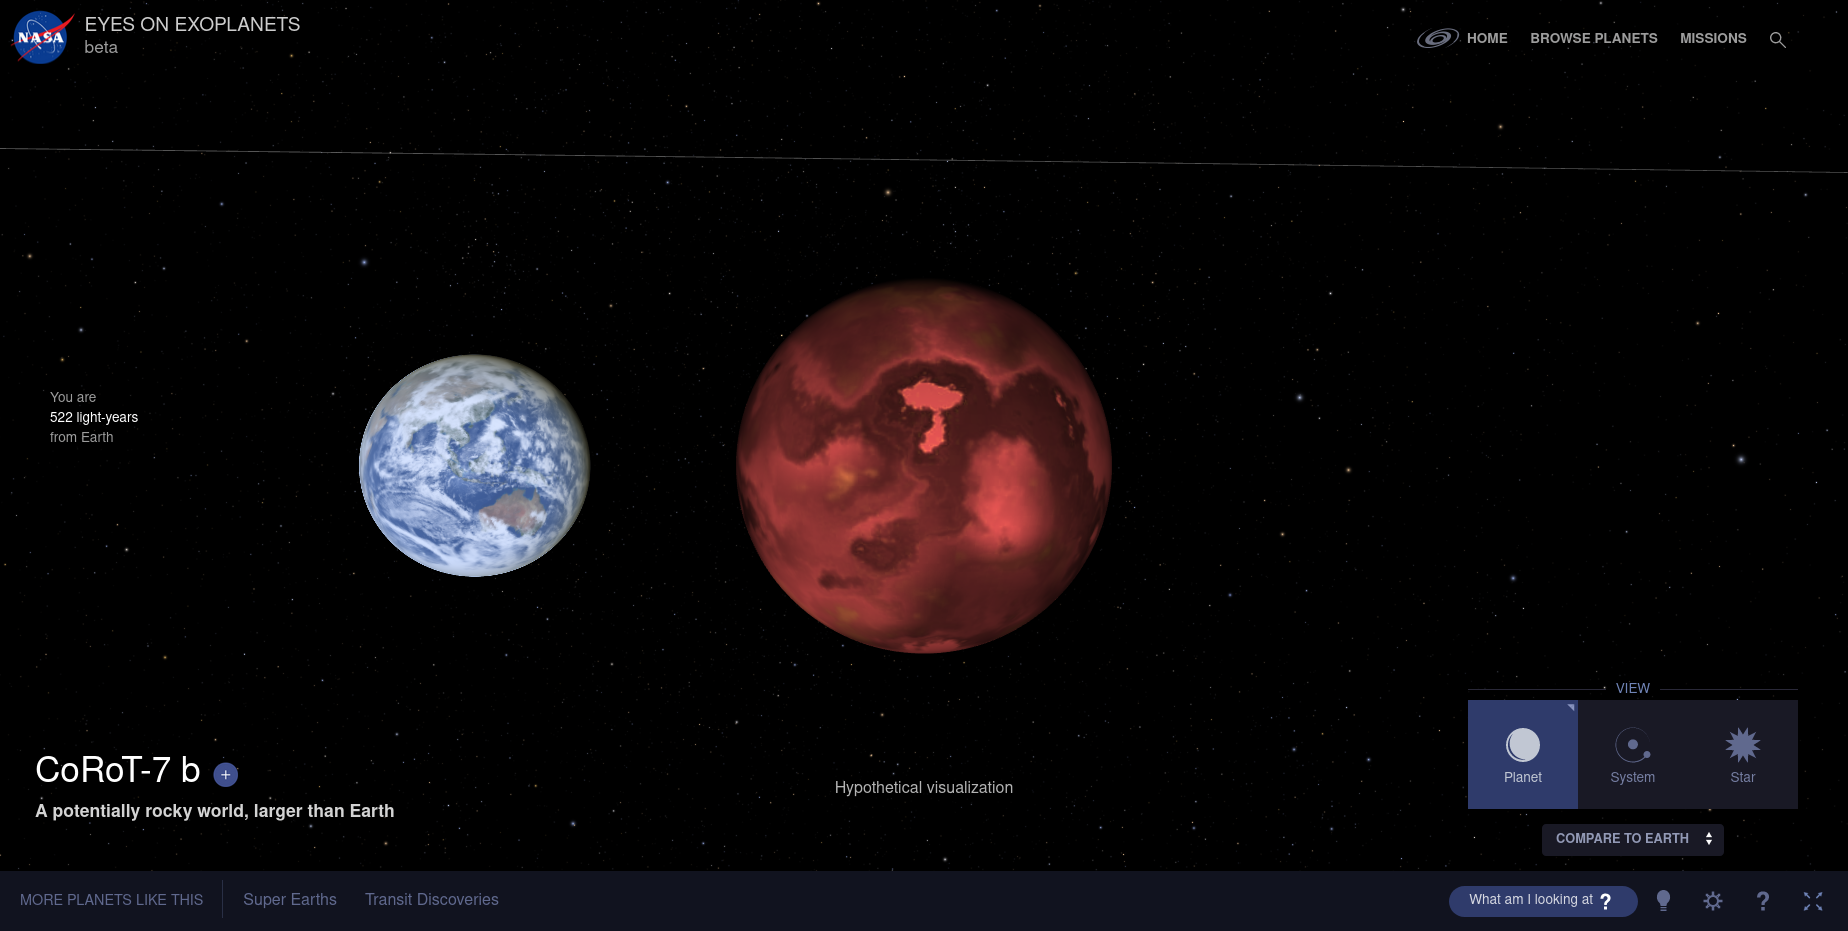 NASA
EYES ON EXOPLANETS
beta
HOME
BROWSE PLANETS
MISSIONS
You are
522 light-years
from Earth
VIEW
Planet
System
Star
COMPARE TO EARTH
CoRoT-7 b +
A potentially rocky world, larger than Earth
Hypothetical visualization
MORE PLANETS LIKE THIS
Super Earths
Transit Discoveries
What am I looking at ?
?